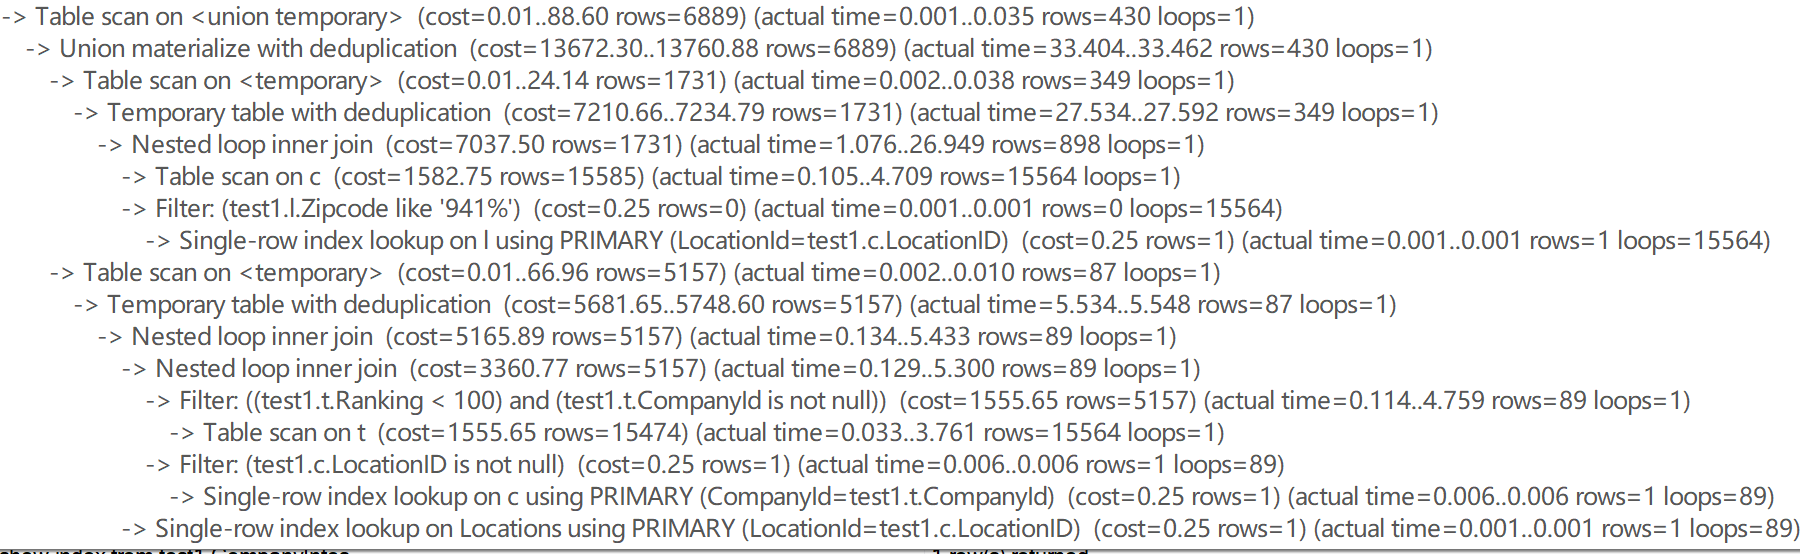 -> Table scan on <union temporary>  (cost=0.01..88.60 rows=6889) (actual time=0.001..0.035 rows=430 loops=1)
-> Union materialize with deduplication  (cost=13672.30..13760.88 rows=6889) (actual time=33.404..33.462 rows=430 loops=1)
-> Table scan on <temporary>  (cost=0.01..24.14 rows=1731) (actual time=0.002..0.038 rows=349 loops=1)
-> Temporary table with deduplication  (cost=7210.66..7234.79 rows=1731) (actual time=27.534..27.592 rows=349 loops=1)
-> Nested loop inner join  (cost=7037.50 rows=1731) (actual time=1.076..26.949 rows=898 loops=1)
-> Table scan on c  (cost=1582.75 rows=15585) (actual time=0.105..4.709 rows=15564 loops=1)
-> Filter: (test1.l.Zipcode like '941%')  (cost=0.25 rows=0) (actual time=0.001..0.001 rows=0 loops=15564)
-> Single-row index lookup on l using PRIMARY (LocationId=test1.c.LocationID)  (cost=0.25 rows=1) (actual time=0.001..0.001 rows=1 loops=15564)
-> Table scan on <temporary>  (cost=0.01..66.96 rows=5157) (actual time=0.002..0.010 rows=87 loops=1)
-> Temporary table with deduplication  (cost=5681.65..5748.60 rows=5157) (actual time=5.534..5.548 rows=87 loops=1)
-> Nested loop inner join  (cost=5165.89 rows=5157) (actual time=0.134..5.433 rows=89 loops=1)
-> Nested loop inner join  (cost=3360.77 rows=5157) (actual time=0.129..5.300 rows=89 loops=1)
-> Filter: ((test1.t.Ranking < 100) and (test1.t.CompanyId is not null))  (cost=1555.65 rows=5157) (actual time=0.114..4.759 rows=89 loops=1)
-> Table scan on t  (cost=1555.65 rows=15474) (actual time=0.033..3.761 rows=15564 loops=1)
-> Filter: (test1.c.LocationID is not null)  (cost=0.25 rows=1) (actual time=0.006..0.006 rows=1 loops=89)
-> Single-row index lookup on c using PRIMARY (CompanyId=test1.t.CompanyId)  (cost=0.25 rows=1) (actual time=0.006..0.006 rows=1 loops=89)
-> Single-row index lookup on Locations using PRIMARY (LocationId=test1.c.LocationID)  (cost=0.25 rows=1) (actual time=0.001..0.001 rows=1 loops=89)